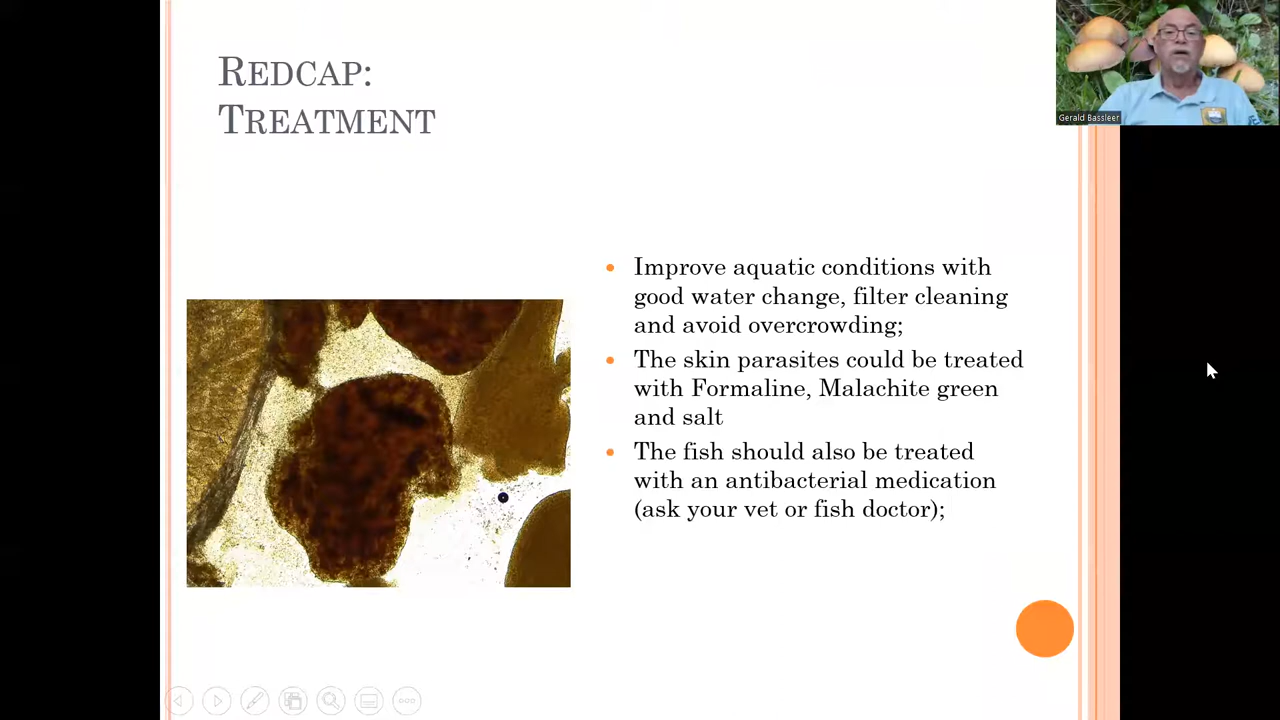 REDCAP:
TREATMENT
Gerald Bassleer
Improve aquatic conditions with
good water change, filter cleaning
and avoid overcrowding;
The skin parasites could be treated
with Formaline, Malachite green
and salt
The fish should also be treated
with an antibacterial medication
(ask your vet or fish doctor);